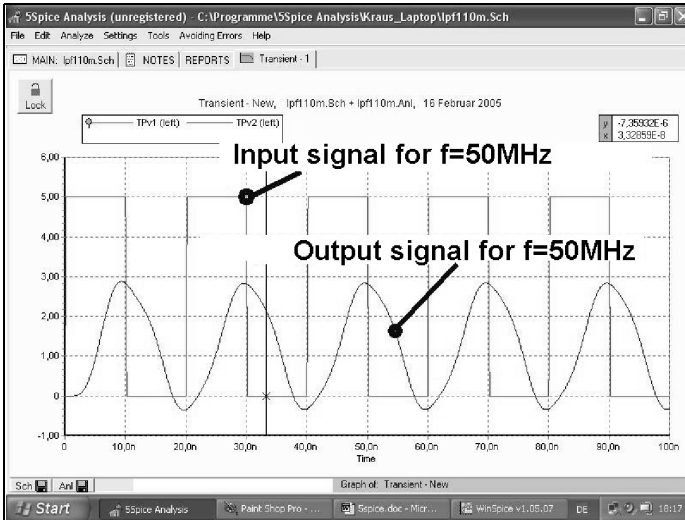 5Spice Analysis (unregistered) - C:\Programme\5Spice Analysis\Kraus_Laptop\lpf110m.Sch
File Edit Analyze Settings Tools Avoiding Errors Help
MAIN: lpf110m.Sch NOTES REPORTS Transient - 1
Lock
Transient - New, lpf110m.Sch + lpf110m.Anl, 16 Februar 2005
TPv1 (left) TPv2 (left)
y -7,35932E-6
x 3,32859E-8
Input signal for f=50MHz
Output signal for f=50MHz
6,00
5,00
4,00
3,00
2,00
1,00
0
-1,00
0 10,0n 20,0n 30,0n 40,0n 50,0n 60,0n 70,0n 80,0n 90,0n 100n
Time
Sch Anl Graph of: Transient - New
Start 5Spice Analysis Paint Shop Pro - ... 5spice.doc - Micr... WinSpice v1.05.07 DE 18:17